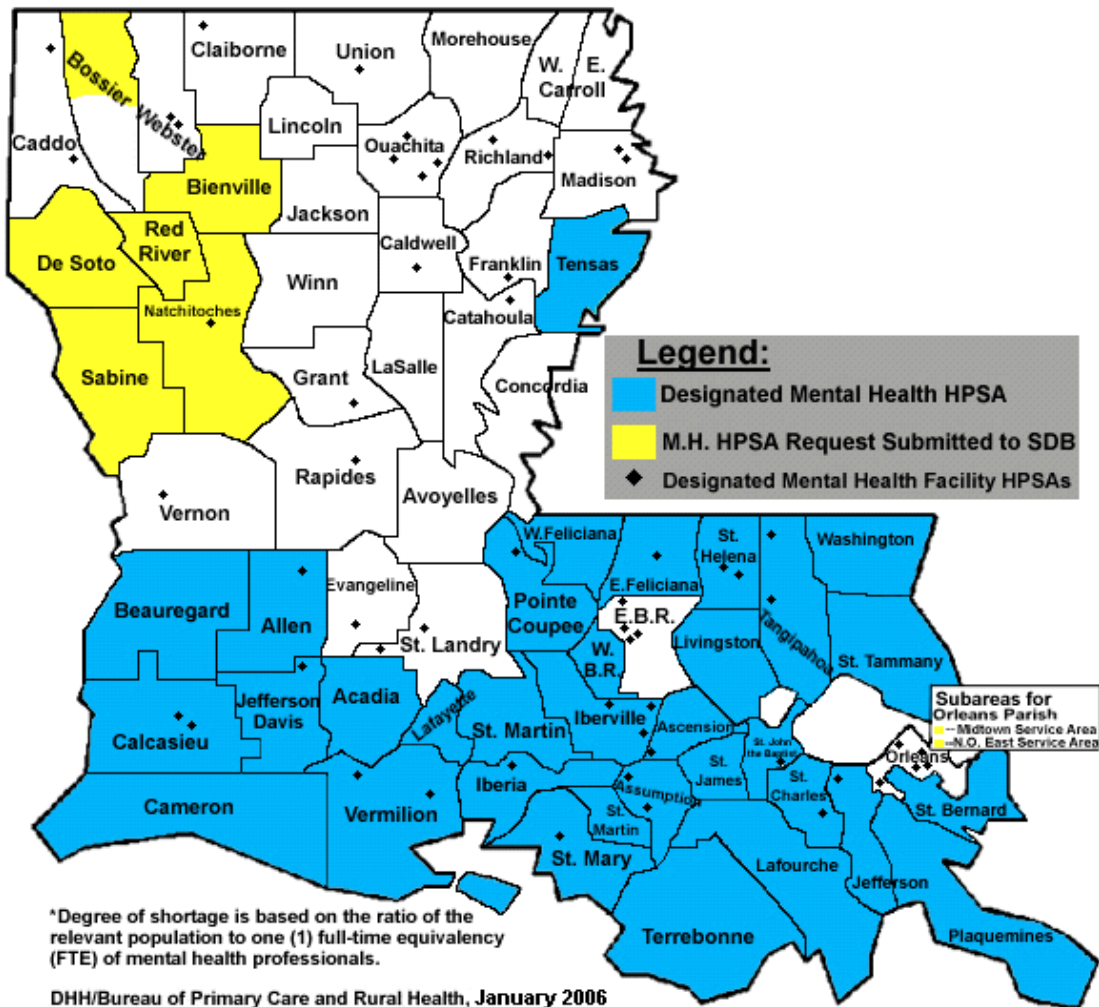 Claiborne
Union
Morehouse
W.
E.
Carroll
Bossier
Webster
Lincoln
Caddo
Ouachita
Richland
Madison
Bienville
Jackson
Red
River
De Soto
Caldwell
Franklin
Tensas
Winn
Natchitoches
Catahoula
Sabine
Grant
LaSalle
Concordia
Legend:
Designated Mental Health HPSA
M.H. HPSA Request Submitted to SDB
Designated Mental Health Facility HPSAs
Rapides
Avoyelles
Vernon
W.Feliciana
St.
Helena
Washington
Evangeline
E.Feliciana
Beauregard
Allen
Pointe
Coupee
E.B.R.
St. Landry
W.
B.R.
Livingston
Tangipahou
St. Tammany
Jefferson
Davis
Acadia
Lafayette
St. Martin
Iberville
Ascension
Subareas for
Orleans Parish
-- Midtown Service Area
--N.O. East Service Area
Calcasieu
St. John
the Baptist
Orleans
St.
James
St.
Charles
Iberia
Assumption
Cameron
Vermilion
St.
Martin
St. Bernard
St. Mary
Lafourche
Jefferson
Terrebonne
Plaquemines
*Degree of shortage is based on the ratio of the
relevant population to one (1) full-time equivalency
(FTE) of mental health professionals.
DHH/Bureau of Primary Care and Rural Health, January 2006